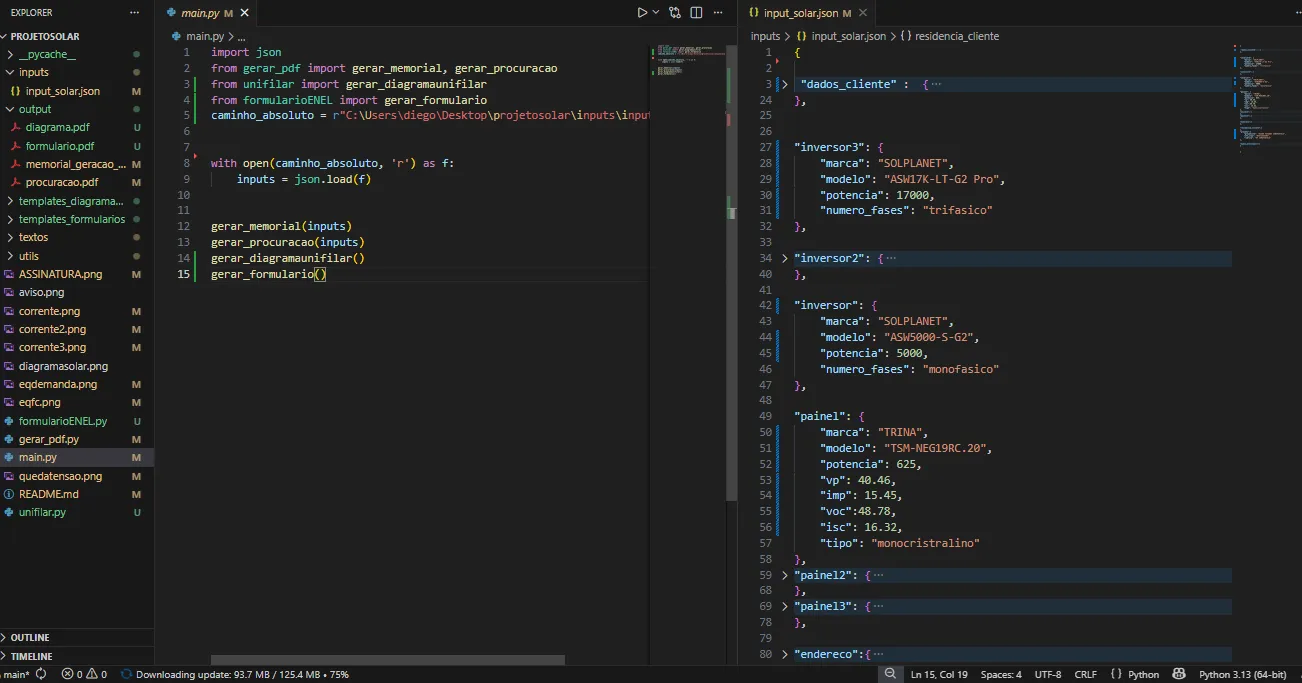 EXPLORER
PROJETOSOLAR
__pycache__
inputs
input_solar.json M
output
diagrama.pdf U
formulario.pdf U
memorial_geracao_... M
procuracao.pdf M
templates_diagrama...
templates_formularios
textos
utils
ASSINATURA.png M
aviso.png
corrente.png M
corrente2.png M
corrente3.png M
diagramasolar.png
eqdemanda.png M
eqfc.png M
formularioENEL.py U
gerar_pdf.py M
main.py M
quedatensao.png M
README.md M
unifilar.py U
OUTLINE
TIMELINE
main.py M
main.py > ...
1 import json
2 from gerar_pdf import gerar_memorial, gerar_procuracao
3 from unifilar import gerar_diagramaunifilar
4 from formularioENEL import gerar_formulario
5 caminho_absoluto = r"C:\Users\diego\Desktop\projetosolar\inputs\input
6
7
8 with open(caminho_absoluto, 'r') as f:
9 inputs = json.load(f)
10
11
12 gerar_memorial(inputs)
13 gerar_procuracao(inputs)
14 gerar_diagramaunifilar()
15 gerar_formulario()
{} input_solar.json M
inputs > {} input_solar.json > {} residencia_cliente
1 {
2
3 "dados_cliente" : {...
24 },
25
26
27 "inversor3": {
28 "marca": "SOLPLANET",
29 "modelo": "ASW17K-LT-G2 Pro",
30 "potencia": 17000,
31 "numero_fases": "trifasico"
32 },
33
34 "inversor2": {...
40 },
41
42 "inversor": {
43 "marca": "SOLPLANET",
44 "modelo": "ASW5000-S-G2",
45 "potencia": 5000,
46 "numero_fases": "monofasico"
47 },
48
49 "painel": {
50 "marca": "TRINA",
51 "modelo": "TSM-NEG19RC.20",
52 "potencia": 625,
53 "vp": 40.46,
54 "imp": 15.45,
55 "voc":48.78,
56 "isc": 16.32,
57 "tipo": "monocristralino"
58 },
59 "painel2": {...
68 },
69 "painel3": {...
78 },
79
80 "endereco":{...
main* 0 0 Downloading update: 93.7 MB / 125.4 MB • 75% Ln 15, Col 19 Spaces: 4 UTF-8 CRLF {} Python Python 3.13 (64-bit)